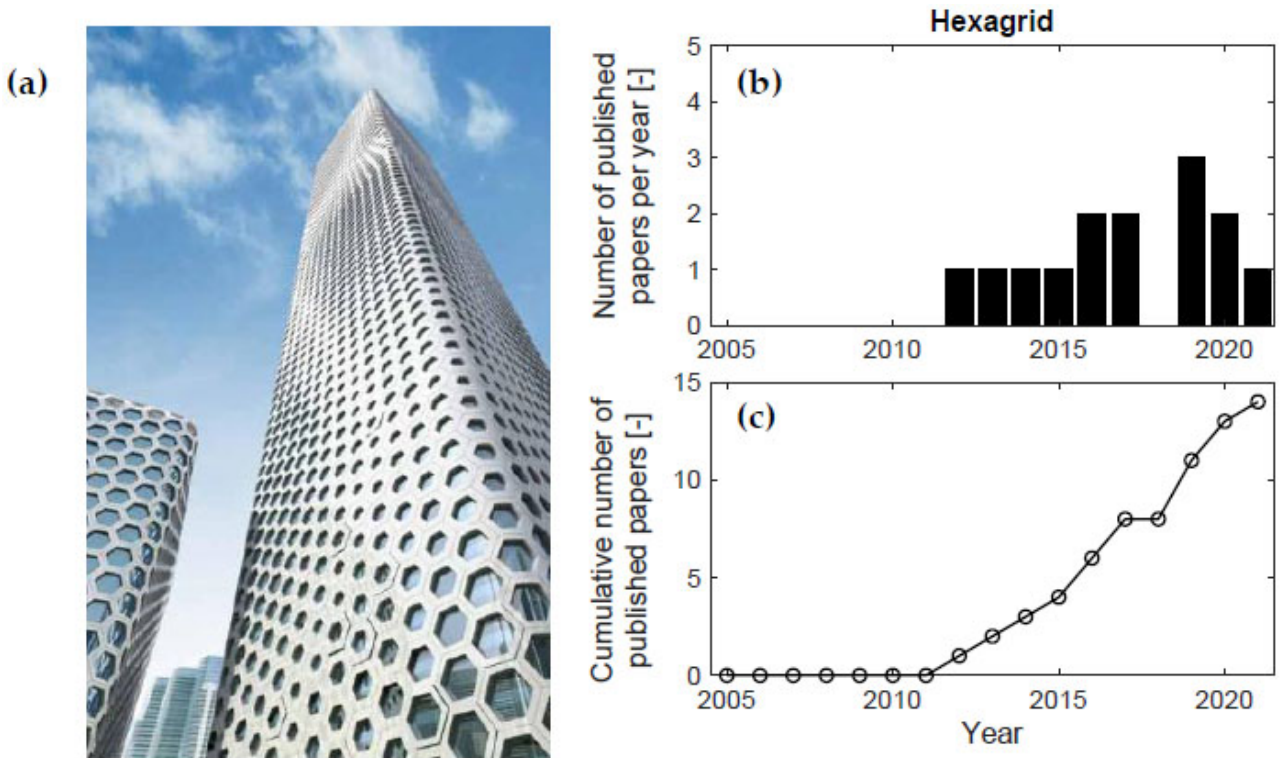 (a)
Hexagrid
(b)
Number of published
papers per year [-]
5
4
3
2
1
0
2005 2010 2015 2020
(c)
Cumulative number of
published papers [-]
15
10
5
0
2005 2010 2015 2020
Year